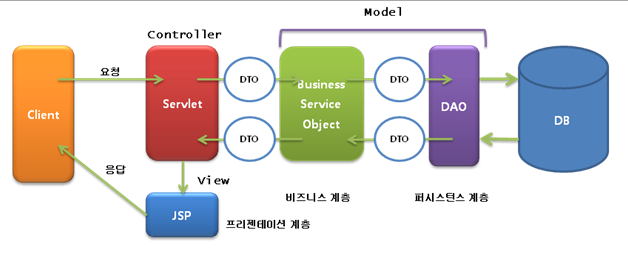 Model
Controller
요청
DTO
DTO
Client
Servlet
Business
Service
Object
DAO
DB
DTO
DTO
응답
View
JSP
비즈니스 계층
퍼시스턴스 계층
프리젠테이션 계층